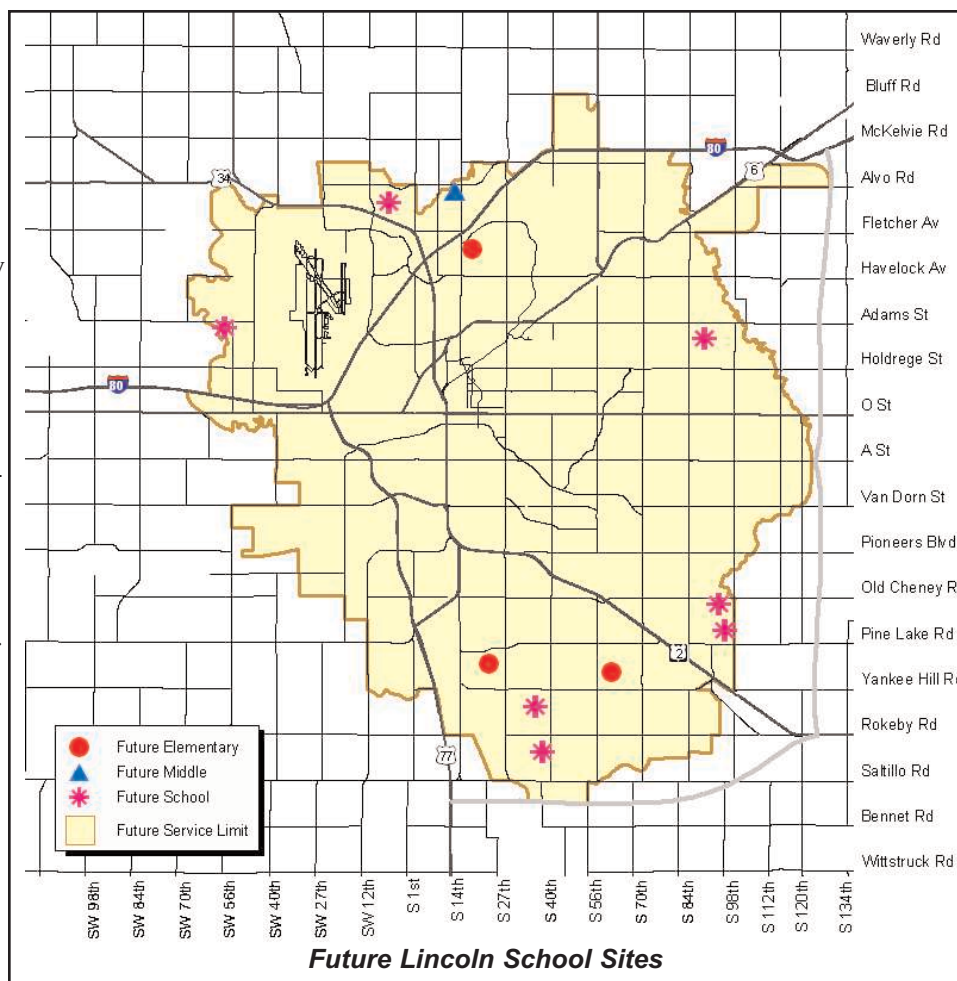 Waverly Rd
Bluff Rd
McKelvie Rd
80
6
34
Alvo Rd
Fletcher Av
Havelock Av
Adams St
Holdrege St
80
O St
A St
Van Dorn St
Pioneers Blvd
Old Cheney R
Pine Lake Rd
2
Yankee Hill Rd
Rokeby Rd
77
Saltillo Rd
Bennet Rd
Wittstruck Rd
Future Elementary
Future Middle
Future School
Future Service Limit
SW 98th
SW 84th
SW 70th
SW 56th
SW 40th
SW 27th
SW 12th
S 1st
S 14th
S 27th
S 40th
S 56th
S 70th
S 84th
S 98th
S 112th
S 120th
S 134th
Future Lincoln School Sites